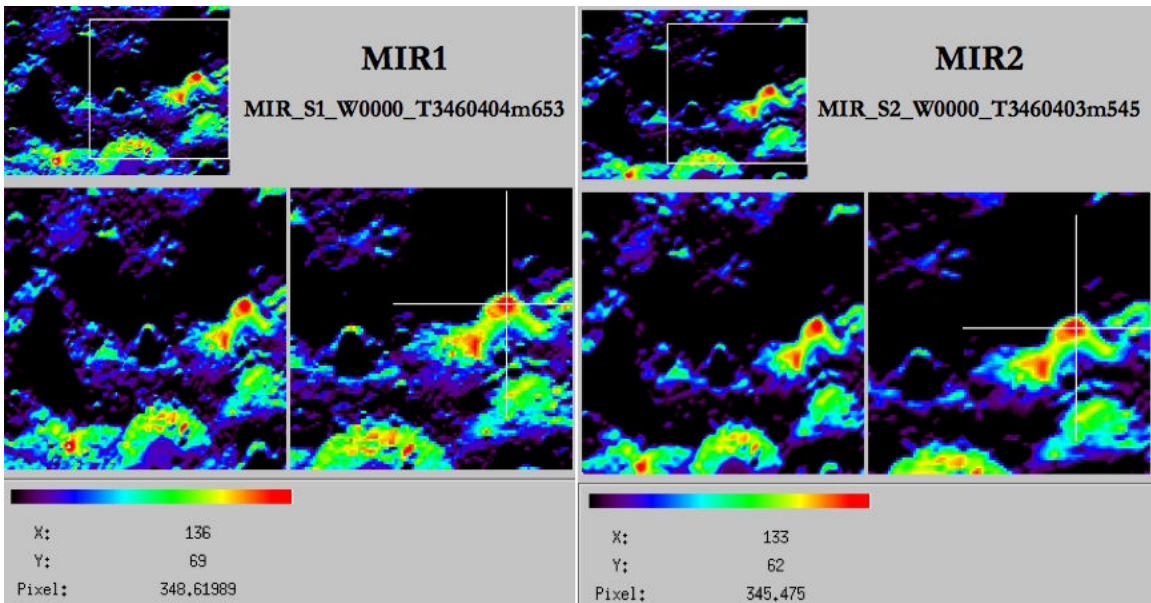 MIR1
MIR_S1_W0000_T3460404m653
X: 136
Y: 69
Pixel: 348.61989
MIR2
MIR_S2_W0000_T3460403m545
X: 133
Y: 62
Pixel: 345.475